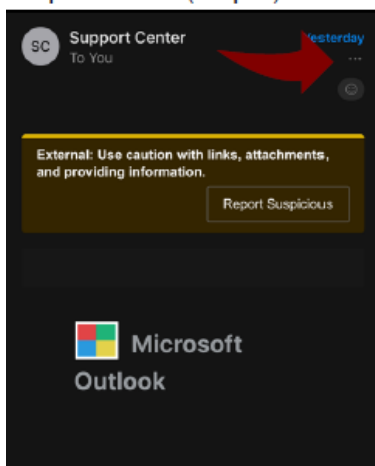 SC
Support Center
Yesterday
To You
...
External: Use caution with links, attachments,
and providing information.
Report Suspicious
Microsoft
Outlook